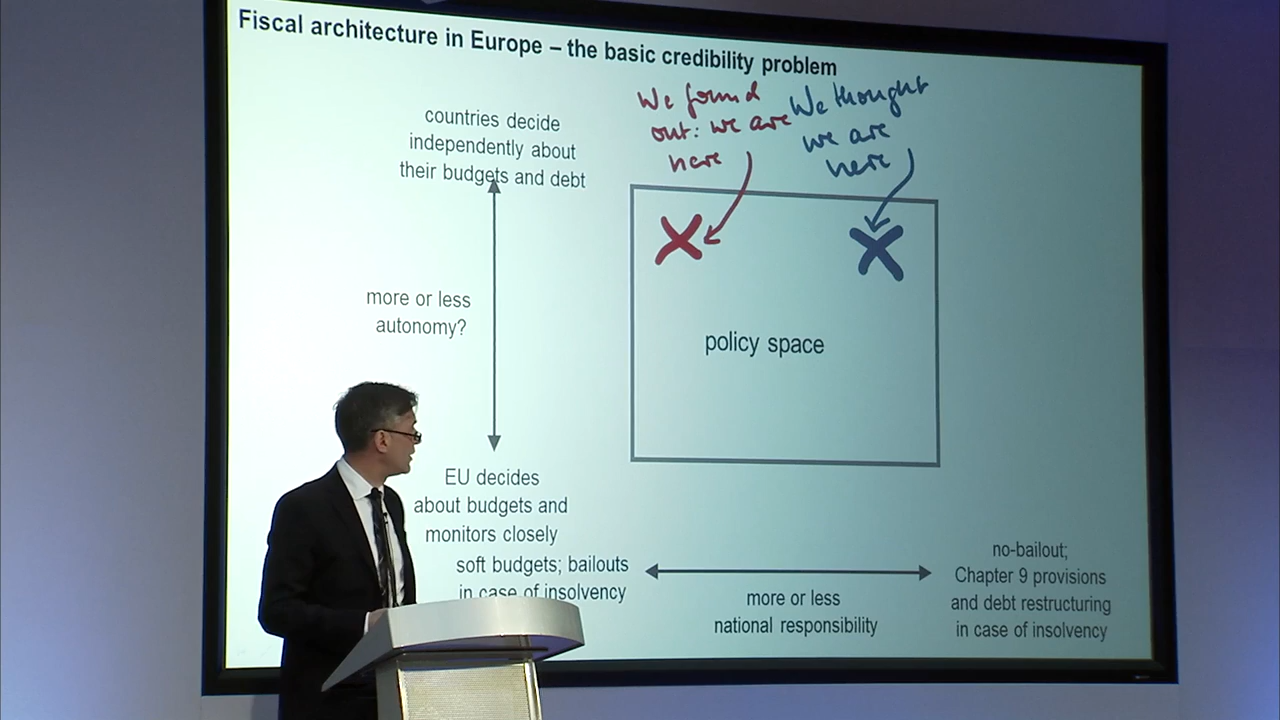 Fiscal architecture in Europe – the basic credibility problem
We found
out: we are
here
We thought
we are
here
countries decide
independently about
their budgets and debt
more or less
autonomy?
policy space
EU decides
about budgets and
monitors closely
soft budgets; bailouts
in case of insolvency
more or less
national responsibility
no-bailout;
Chapter 9 provisions
and debt restructuring
in case of insolvency